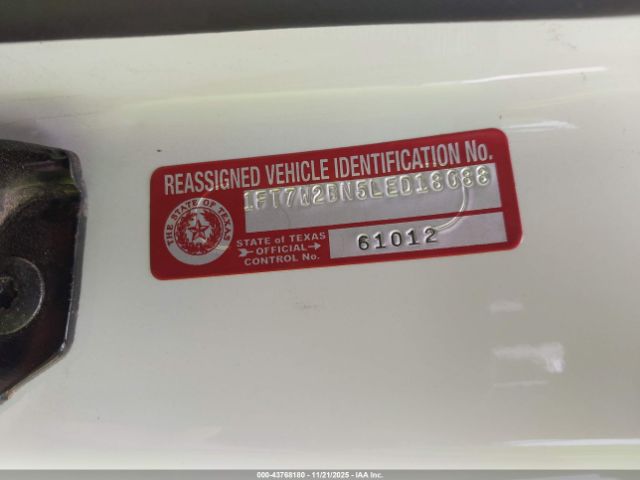 REASSIGNED VEHICLE IDENTIFICATION No.
1FT7W2BN5LED18088
THE STATE OF TEXAS
STATE of TEXAS
OFFICIAL
CONTROL No.
61012
000-43768180 - 11/21/2025 - IAA Inc.